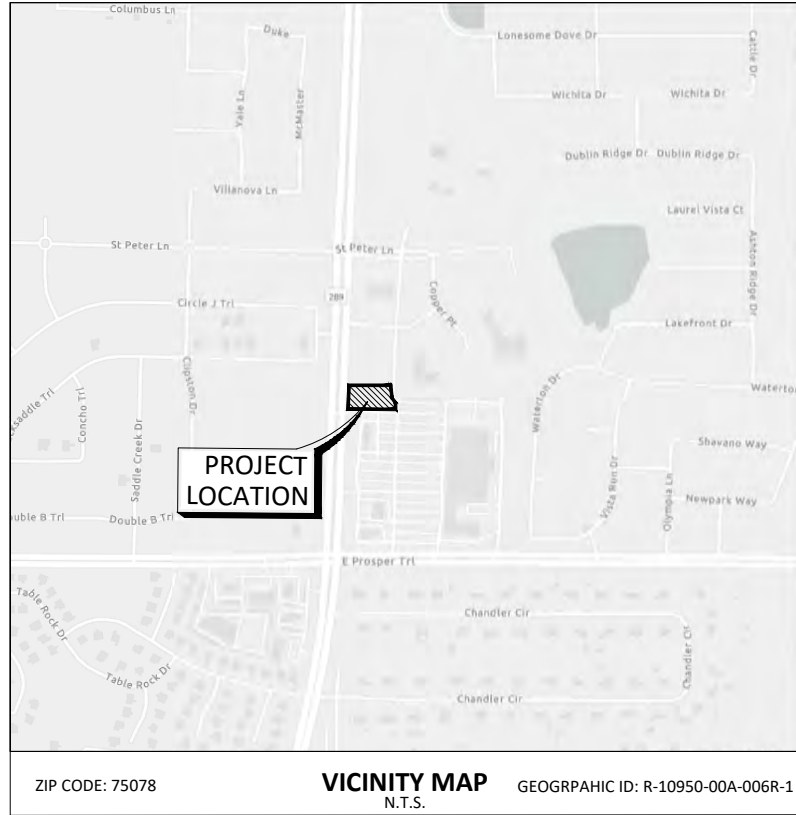 Columbus Ln
Duke
Lonesome Dove Dr
Cattle Dr
Yale Ln
McMaster
Wichita Dr
Wichita Dr
Dublin Ridge Dr
Dublin Ridge Dr
Villanova Ln
Laurel Vista Ct
St Peter Ln
St Peter Ln
Ashton Ridge Dr
Copper Pt
289
Circle J Trl
Lakefront Dr
Clipston Dr
Waterton Dr
Waterton
cksaddle Trl
Concho Trl
Saddle Creek Dr
Shavano Way
PROJECT
LOCATION
Vista Run Dr
Olympia Ln
Newpark Way
ouble B Trl
Double B Trl
E Prosper Trl
Table Rock Dr
Chandler Cir
Chandler Cir
Table Rock Dr
Chandler Cir
ZIP CODE: 75078
VICINITY MAP
GEOGRPAHIC ID: R-10950-00A-006R-1
N.T.S.